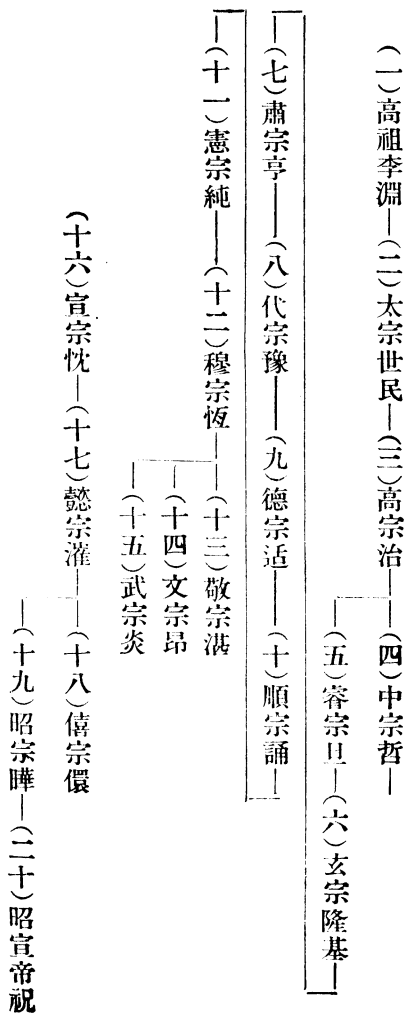 (一)高祖李淵—(二)太宗世民—(三)高宗治—(四)中宗哲—
(五)睿宗旦—(六)玄宗隆基—
(七)肅宗亨—(八)代宗豫—(九)德宗适—(十)順宗誦—
(十一)憲宗純—(十二)穆宗恆—(十三)敬宗湛
(十四)文宗昂
(十五)武宗炎
(十六)宣宗忱—(十七)懿宗漼—(十八)僖宗儇
(十九)昭宗曄—(二十)昭宣帝祝